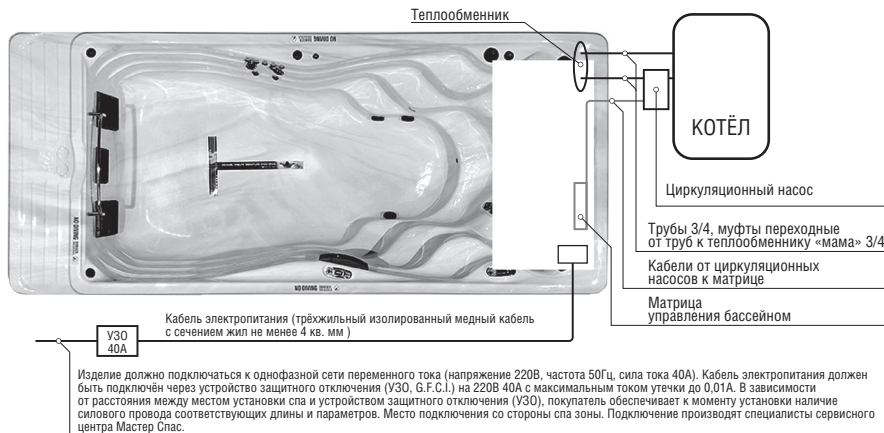 Теплообменник
NO DIVING
КОТЁЛ
Циркуляционный насос
Трубы 3/4, муфты переходные
от труб к теплообменнику «мама» 3/4
Кабели от циркуляционных
насосов к матрице
Матрица
управления бассейном
NO DIVING
NO DIVING
Кабель электропитания (трёхжильный изолированный медный кабель
с сечением жил не менее 4 кв. мм )
УЗО
40А
Изделие должно подключаться к однофазной сети переменного тока (напряжение 220В, частота 50Гц, сила тока 40А). Кабель электропитания должен
быть подключён через устройство защитного отключения (УЗО, G.F.C.I.) на 220В 40А с максимальным током утечки до 0,01А. В зависимости
от расстояния между местом установки спа и устройством защитного отключения (УЗО), покупатель обеспечивает к моменту установки наличие
силового провода соответствующих длины и параметров. Место подключения со стороны спа зоны. Подключение производят специалисты сервисного
центра Мастер Спас.